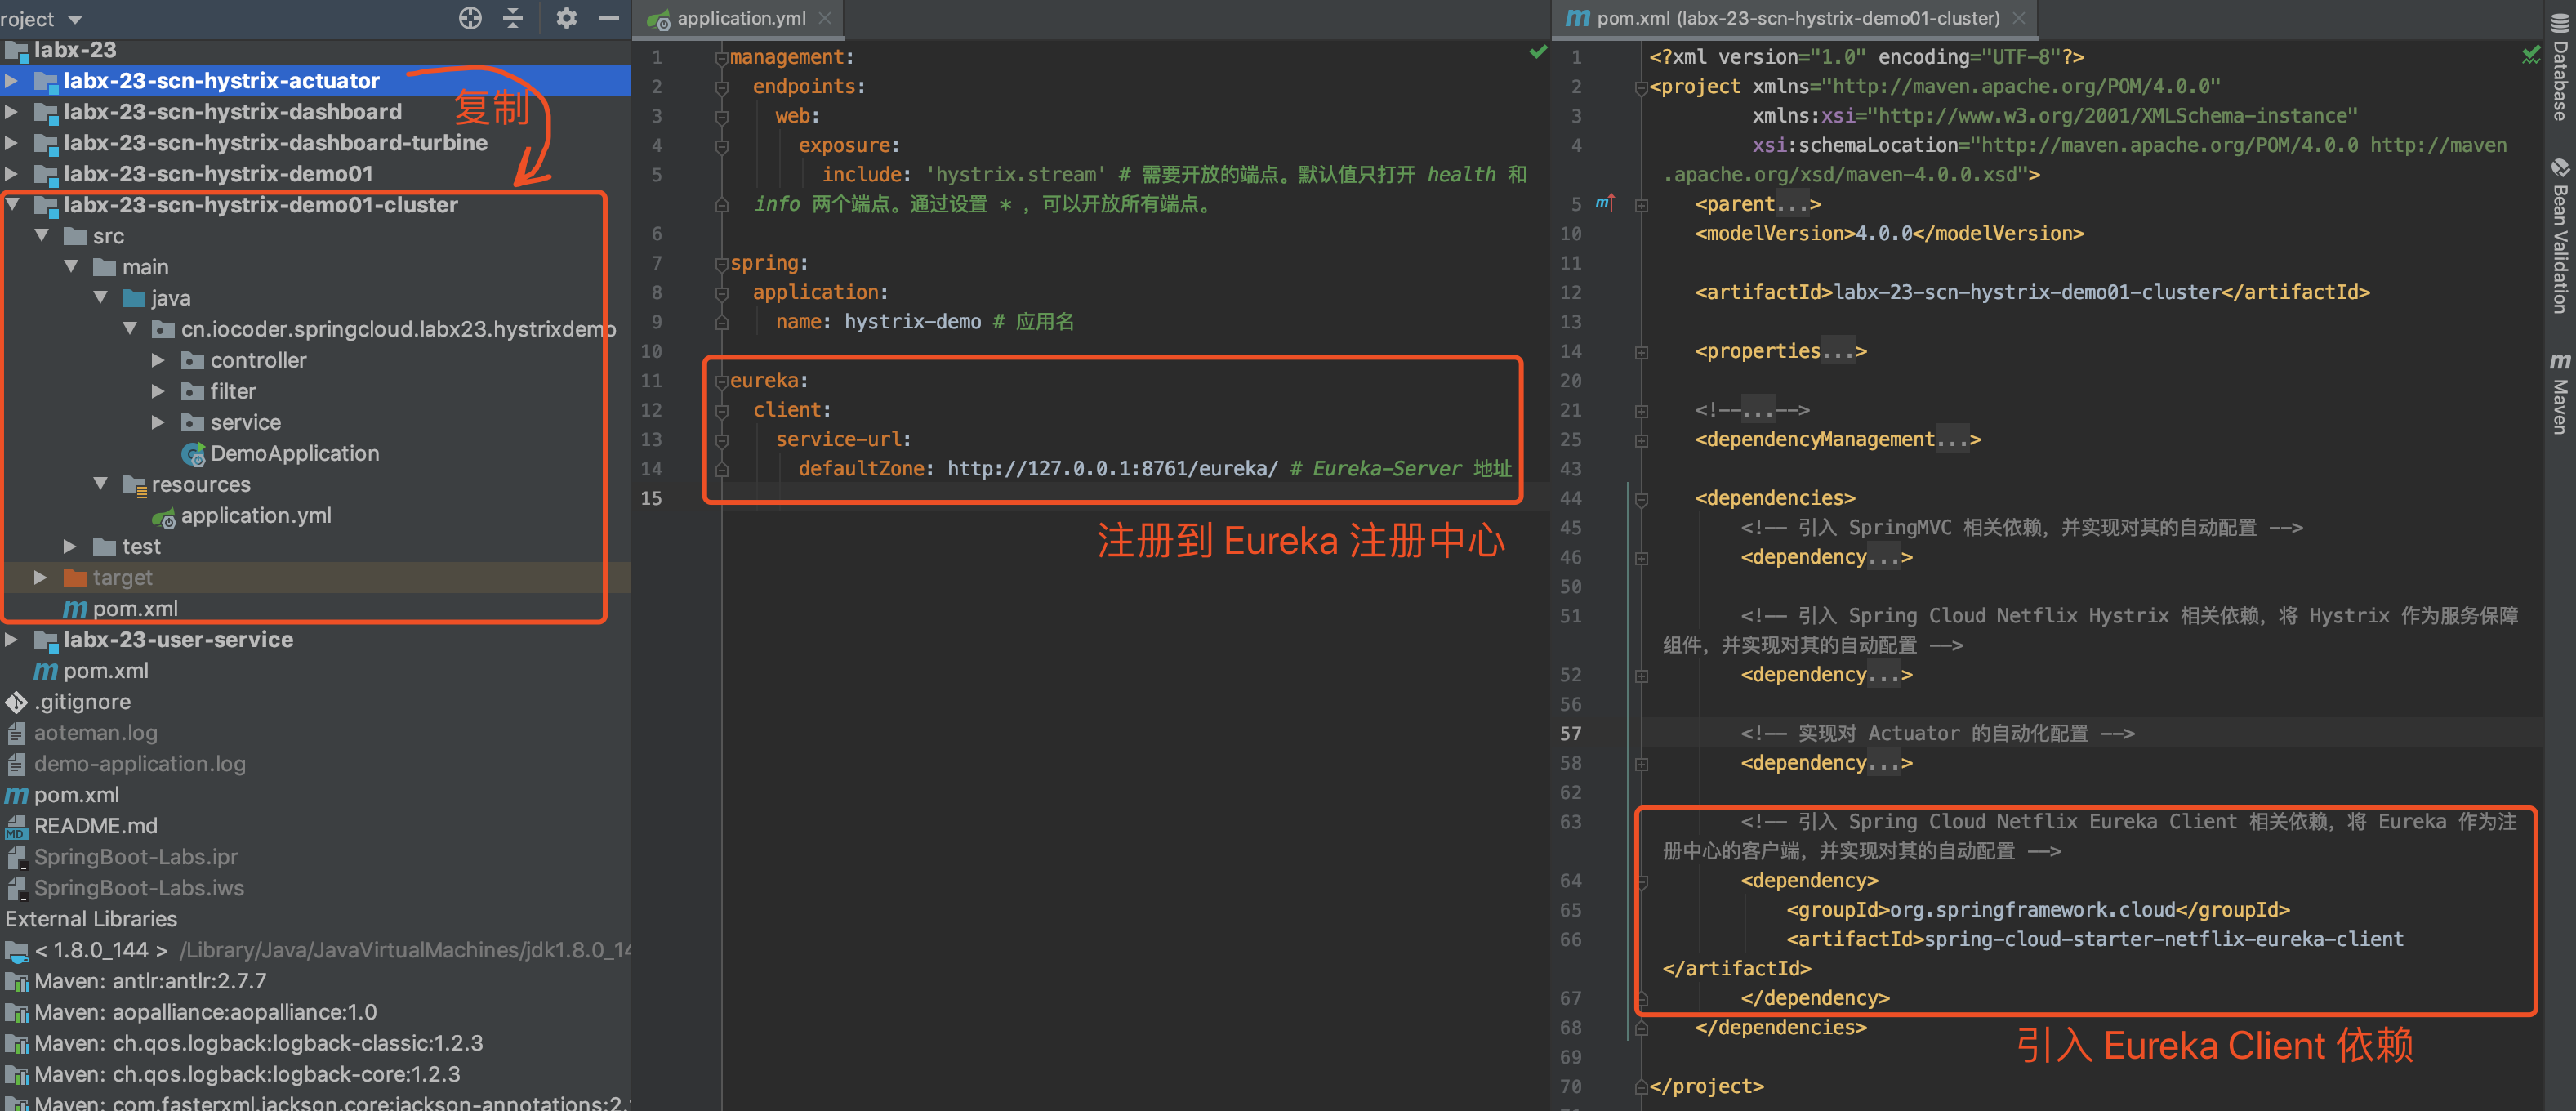 roject
labx-23
labx-23-scn-hystrix-actuator
labx-23-scn-hystrix-dashboard
labx-23-scn-hystrix-dashboard-turbine
labx-23-scn-hystrix-demo01
labx-23-scn-hystrix-demo01-cluster
src
main
java
cn.iocoder.springcloud.labx23.hystrixdemo
controller
filter
service
DemoApplication
resources
application.yml
test
target
pom.xml
labx-23-user-service
pom.xml
.gitignore
aoteman.log
demo-application.log
pom.xml
README.md
SpringBoot-Labs.ipr
SpringBoot-Labs.iws
External Libraries
< 1.8.0_144 > /Library/Java/JavaVirtualMachines/jdk1.8.0_14
Maven: antlr:antlr:2.7.7
Maven: aopalliance:aopalliance:1.0
Maven: ch.qos.logback:logback-classic:1.2.3
Maven: ch.qos.logback:logback-core:1.2.3
Maven: com.fasterxml.jackson.core:jackson-annotations:2.
复制
application.yml
1 management:
2 endpoints:
3 web:
4 exposure:
5 include: 'hystrix.stream' # 需要开放的端点。默认值只打开 health 和
info 两个端点。通过设置 * ，可以开放所有端点。
6
7 spring:
8 application:
9 name: hystrix-demo # 应用名
10
11 eureka:
12 client:
13 service-url:
14 defaultZone: http://127.0.0.1:8761/eureka/ # Eureka-Server 地址
15
注册到 Eureka 注册中心
pom.xml (labx-23-scn-hystrix-demo01-cluster)
1 <?xml version="1.0" encoding="UTF-8"?>
2 <project xmlns="http://maven.apache.org/POM/4.0.0"
3 xmlns:xsi="http://www.w3.org/2001/XMLSchema-instance"
4 xsi:schemaLocation="http://maven.apache.org/POM/4.0.0 http://maven
.apache.org/xsd/maven-4.0.0.xsd">
5 <parent...>
10 <modelVersion>4.0.0</modelVersion>
11
12 <artifactId>labx-23-scn-hystrix-demo01-cluster</artifactId>
13
14 <properties...>
20
21 <!--...-->
25 <dependencyManagement...>
43
44 <dependencies>
45 <!-- 引入 SpringMVC 相关依赖，并实现对其的自动配置 -->
46 <dependency...>
50
51 <!-- 引入 Spring Cloud Netflix Hystrix 相关依赖，将 Hystrix 作为服务保障
组件，并实现对其的自动配置 -->
52 <dependency...>
56
57 <!-- 实现对 Actuator 的自动化配置 -->
58 <dependency...>
62
63 <!-- 引入 Spring Cloud Netflix Eureka Client 相关依赖，将 Eureka 作为注
册中心的客户端，并实现对其的自动配置 -->
64 <dependency>
65 <groupId>org.springframework.cloud</groupId>
66 <artifactId>spring-cloud-starter-netflix-eureka-client
</artifactId>
67 </dependency>
68 </dependencies>
69
70 </project>
引入 Eureka Client 依赖
Database
Bean Validation
Maven